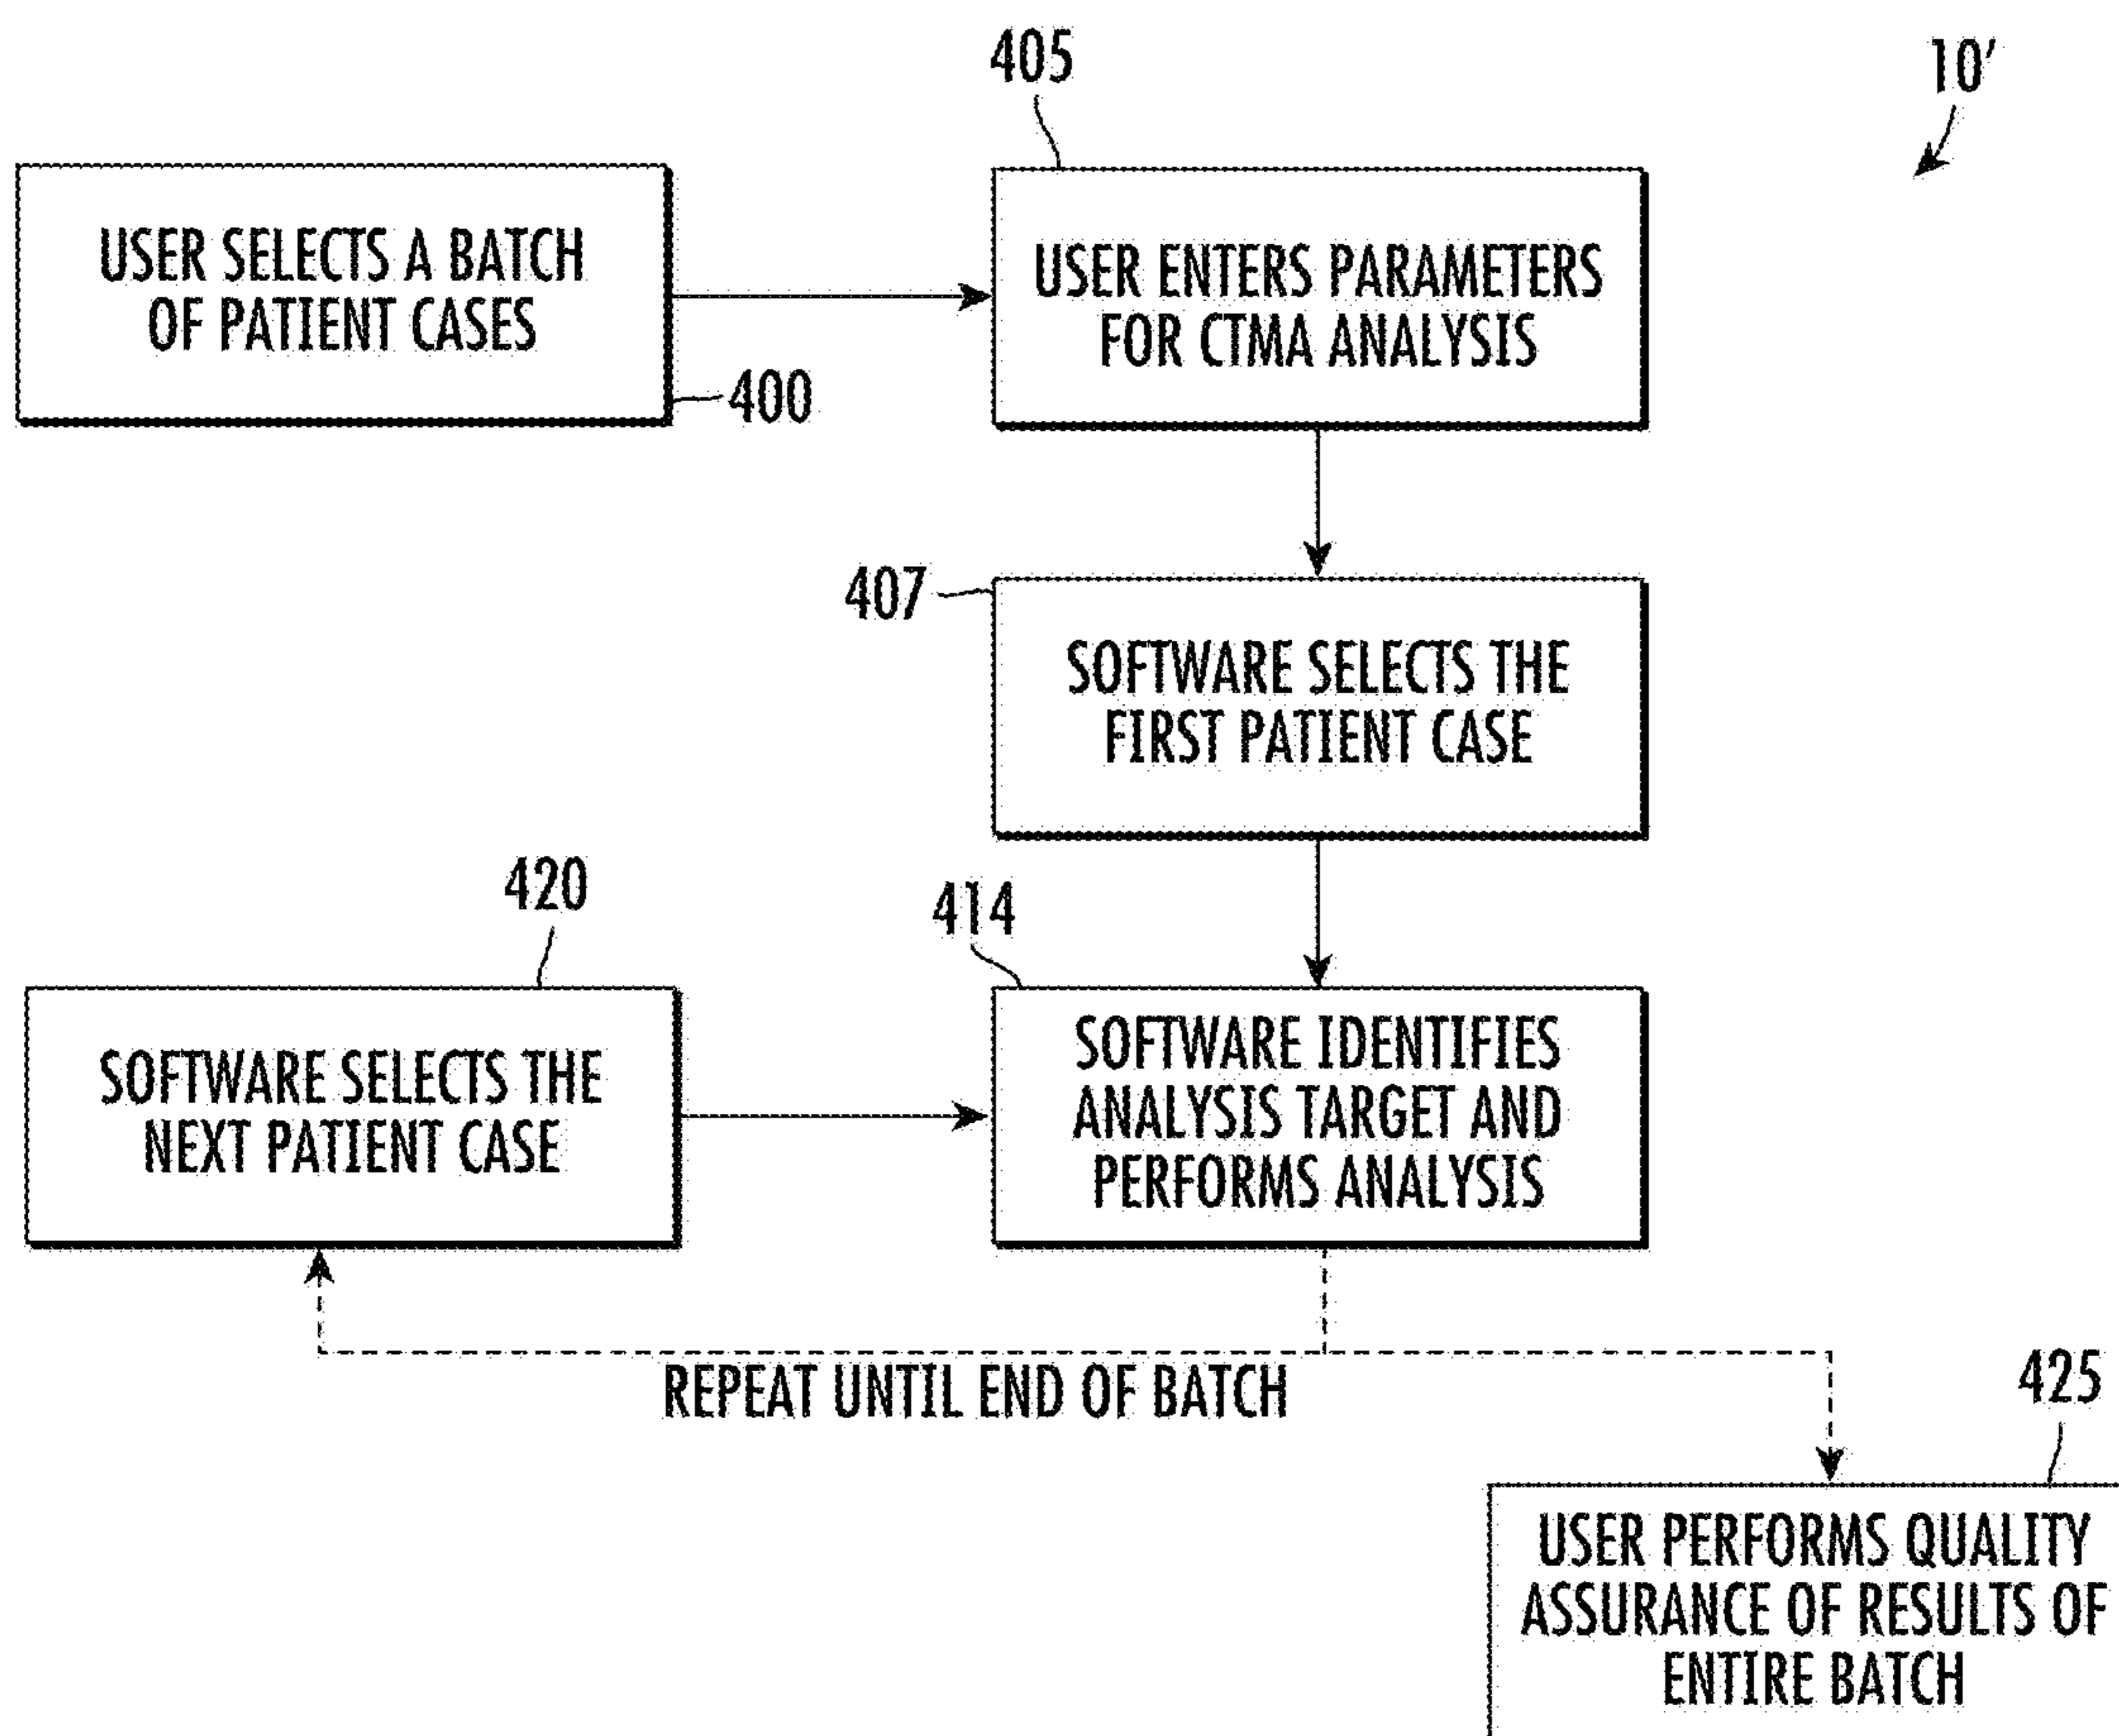 405
10'
USER SELECTS A BATCH
OF PATIENT CASES
400
USER ENTERS PARAMETERS
FOR CTMA ANALYSIS
407
SOFTWARE SELECTS THE
FIRST PATIENT CASE
420
414
SOFTWARE SELECTS THE
NEXT PATIENT CASE
SOFTWARE IDENTIFIES
ANALYSIS TARGET AND
PERFORMS ANALYSIS
REPEAT UNTIL END OF BATCH
425
USER PERFORMS QUALITY
ASSURANCE OF RESULTS OF
ENTIRE BATCH